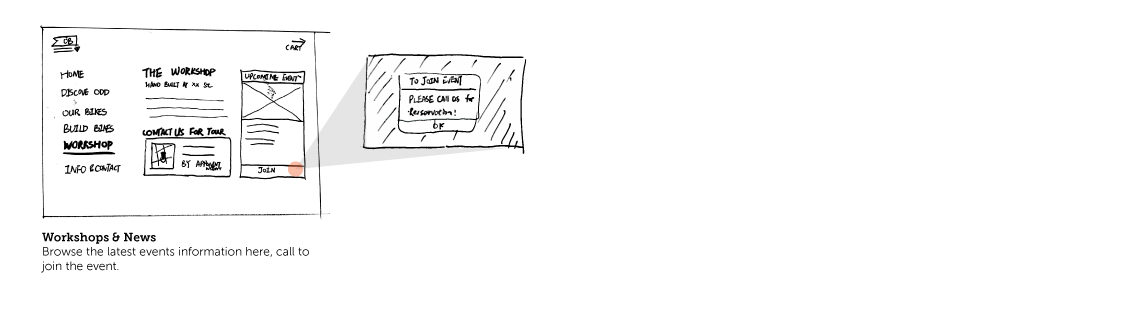 OB
CART
HOME
DISCOVE ODD
OUR BIKES
BUILD BIKES
WORKSHOP
INFO & CONTACT
THE WORKSHOP
HAND BUILT AT XX ST.
CONTACT US FOR TOUR
BY
UPCOMING EVENT
JOIN
TO JOIN EVENT
PLEASE CALL US for
Reservation!
OK
Workshops & News
Browse the latest events information here, call to
join the event.